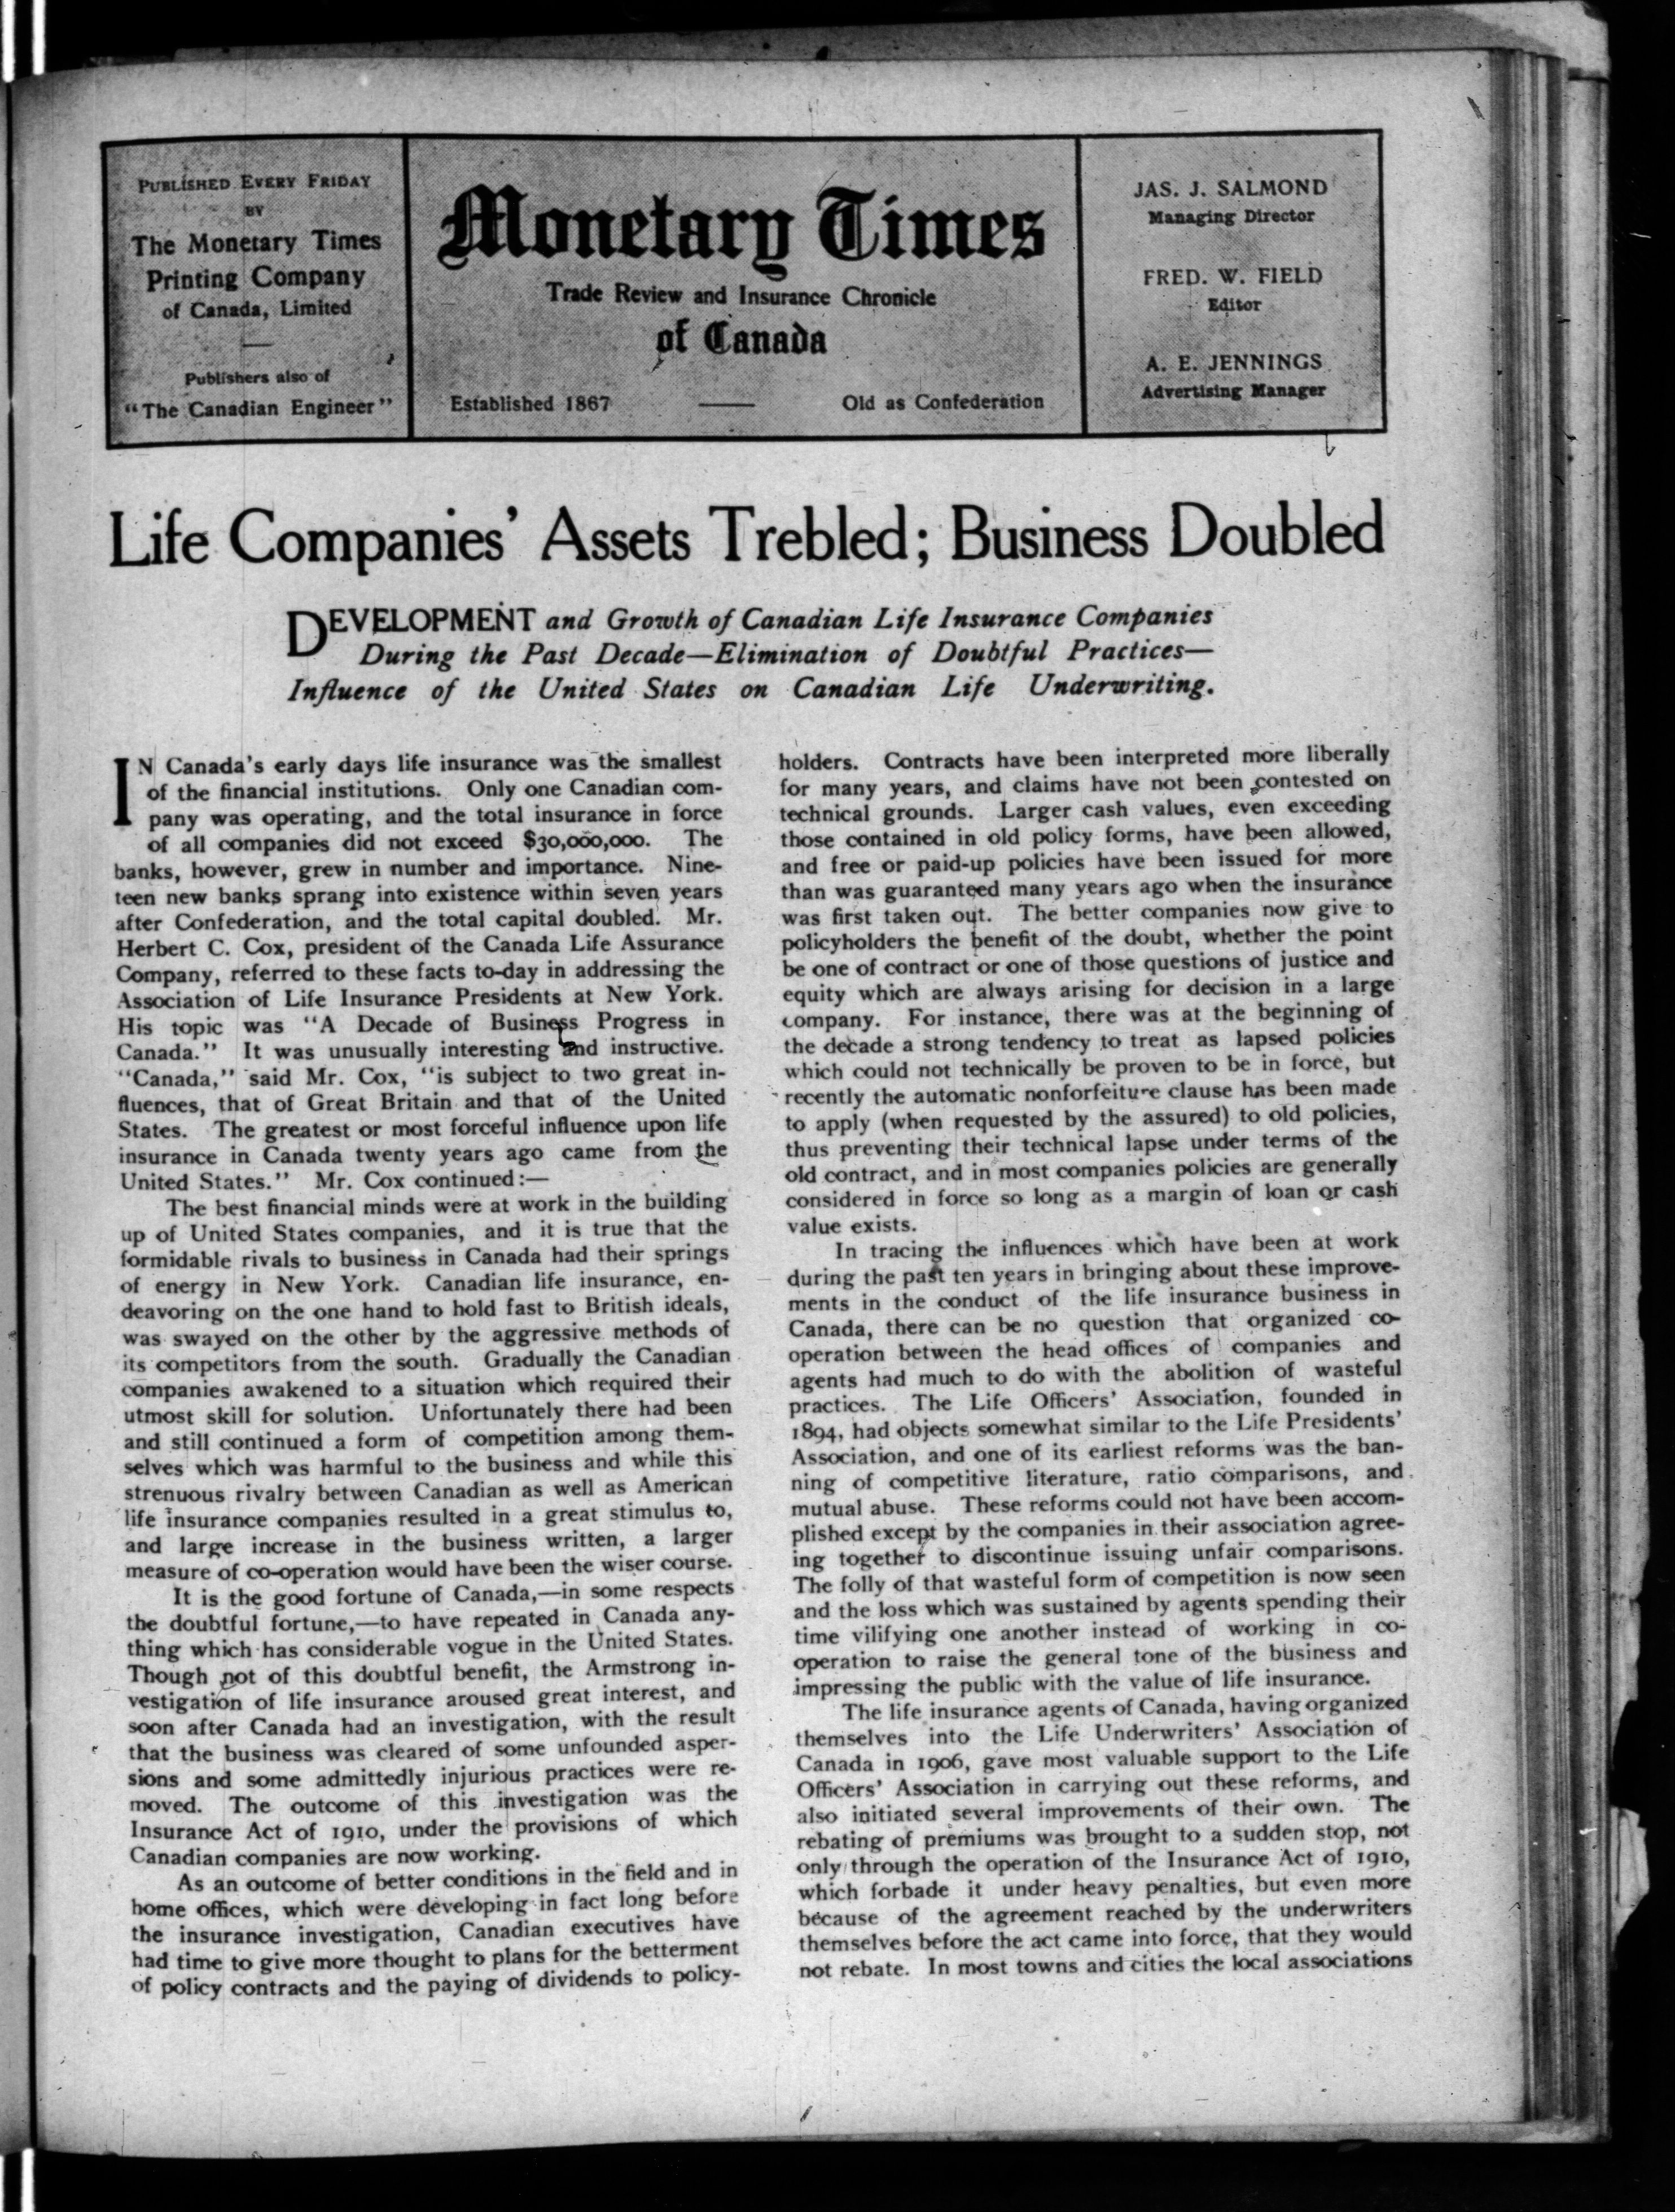 PUBLISHED EVERY FRIDAY
BY
The Monetary Times
Printing Company
of Canada, Limited
Publishers also of
"The Canadian Engineer"
Monetary Times
Trade Review and Insurance Chronicle
of Canada
Established 1867
Old as Confederation
JAS. J. SALMOND
Managing Director
FRED. W. FIELD
Editor
A. E. JENNINGS
Advertising Manager
Life Companies' Assets Trebled; Business Doubled
DEVELOPMENT and Growth of Canadian Life Insurance Companies
During the Past Decade—Elimination of Doubtful Practices—
Influence of the United States on Canadian Life Underwriting.
IN Canada's early days life insurance was the smallest
of the financial institutions. Only one Canadian com-
pany was operating, and the total insurance in force
of all companies did not exceed $30,000,000. The
banks, however, grew in number and importance. Nine-
teen new banks sprang into existence within seven years
after Confederation, and the total capital doubled. Mr.
Herbert C. Cox, president of the Canada Life Assurance
Company, referred to these facts to-day in addressing the
Association of Life Insurance Presidents at New York.
His topic was "A Decade of Business Progress in
Canada." It was unusually interesting and instructive.
"Canada," said Mr. Cox, "is subject to two great in-
fluences, that of Great Britain and that of the United
States. The greatest or most forceful influence upon life
insurance in Canada twenty years ago came from the
United States." Mr. Cox continued:—
The best financial minds were at work in the building
up of United States companies, and it is true that the
formidable rivals to business in Canada had their springs
of energy in New York. Canadian life insurance, en-
deavoring on the one hand to hold fast to British ideals,
was swayed on the other by the aggressive methods of
its competitors from the south. Gradually the Canadian
companies awakened to a situation which required their
utmost skill for solution. Unfortunately there had been
and still continued a form of competition among them-
selves which was harmful to the business and while this
strenuous rivalry between Canadian as well as American
life insurance companies resulted in a great stimulus to,
and large increase in the business written, a larger
measure of co-operation would have been the wiser course.
It is the good fortune of Canada,—in some respects
the doubtful fortune,—to have repeated in Canada any-
thing which has considerable vogue in the United States.
Though not of this doubtful benefit, the Armstrong in-
vestigation of life insurance aroused great interest, and
soon after Canada had an investigation, with the result
that the business was cleared of some unfounded asper-
sions and some admittedly injurious practices were re-
moved. The outcome of this investigation was the
Insurance Act of 1910, under the provisions of which
Canadian companies are now working.
As an outcome of better conditions in the field and in
home offices, which were developing in fact long before
the insurance investigation, Canadian executives have
had time to give more thought to plans for the betterment
of policy contracts and the paying of dividends to policy-
holders. Contracts have been interpreted more liberally
for many years, and claims have not been contested on
technical grounds. Larger cash values, even exceeding
those contained in old policy forms, have been allowed,
and free or paid-up policies have been issued for more
than was guaranteed many years ago when the insurance
was first taken out. The better companies now give to
policyholders the benefit of the doubt, whether the point
be one of contract or one of those questions of justice and
equity which are always arising for decision in a large
company. For instance, there was at the beginning of
the decade a strong tendency to treat as lapsed policies
which could not technically be proven to be in force, but
recently the automatic nonforfeiture clause has been made
to apply (when requested by the assured) to old policies,
thus preventing their technical lapse under terms of the
old contract, and in most companies policies are generally
considered in force so long as a margin of loan or cash
value exists.
In tracing the influences which have been at work
during the past ten years in bringing about these improve-
ments in the conduct of the life insurance business in
Canada, there can be no question that organized co-
operation between the head offices of companies and
agents had much to do with the abolition of wasteful
practices. The Life Officers' Association, founded in
1894, had objects somewhat similar to the Life Presidents'
Association, and one of its earliest reforms was the ban-
ning of competitive literature, ratio comparisons, and
mutual abuse. These reforms could not have been accom-
plished except by the companies in their association agree-
ing together to discontinue issuing unfair comparisons.
The folly of that wasteful form of competition is now seen
and the loss which was sustained by agents spending their
time vilifying one another instead of working in co-
operation to raise the general tone of the business and
impressing the public with the value of life insurance.
The life insurance agents of Canada, having organized
themselves into the Life Underwriters' Association of
Canada in 1906, gave most valuable support to the Life
Officers' Association in carrying out these reforms, and
also initiated several improvements of their own. The
rebating of premiums was brought to a sudden stop, not
only through the operation of the Insurance Act of 1910,
which forbade it under heavy penalties, but even more
because of the agreement reached by the underwriters
themselves before the act came into force, that they would
not rebate. In most towns and cities the local associations